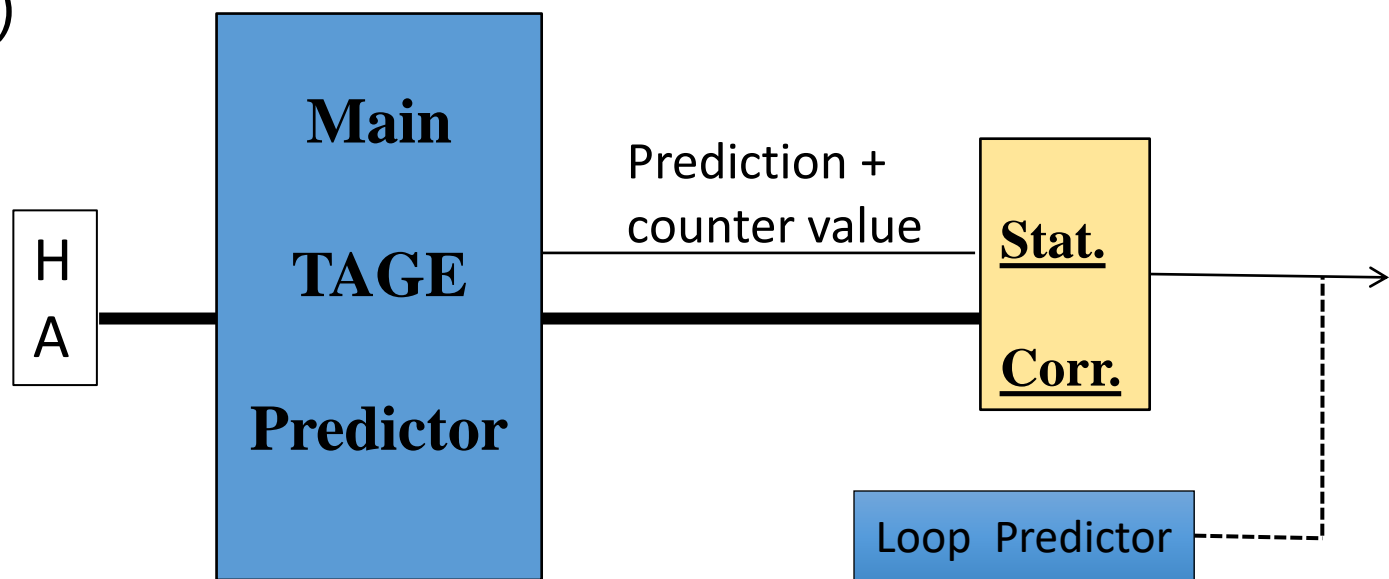 )
Main
TAGE
Predictor
H
A
Prediction +
counter value
Stat.
Corr.
Loop Predictor